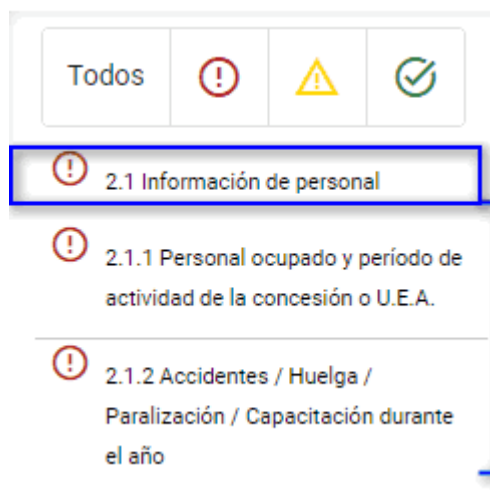 Todos
2.1 Información de personal
2.1.1 Personal ocupado y período de
actividad de la concesión o U.E.A.
2.1.2 Accidentes / Huelga /
Paralización / Capacitación durante
el año